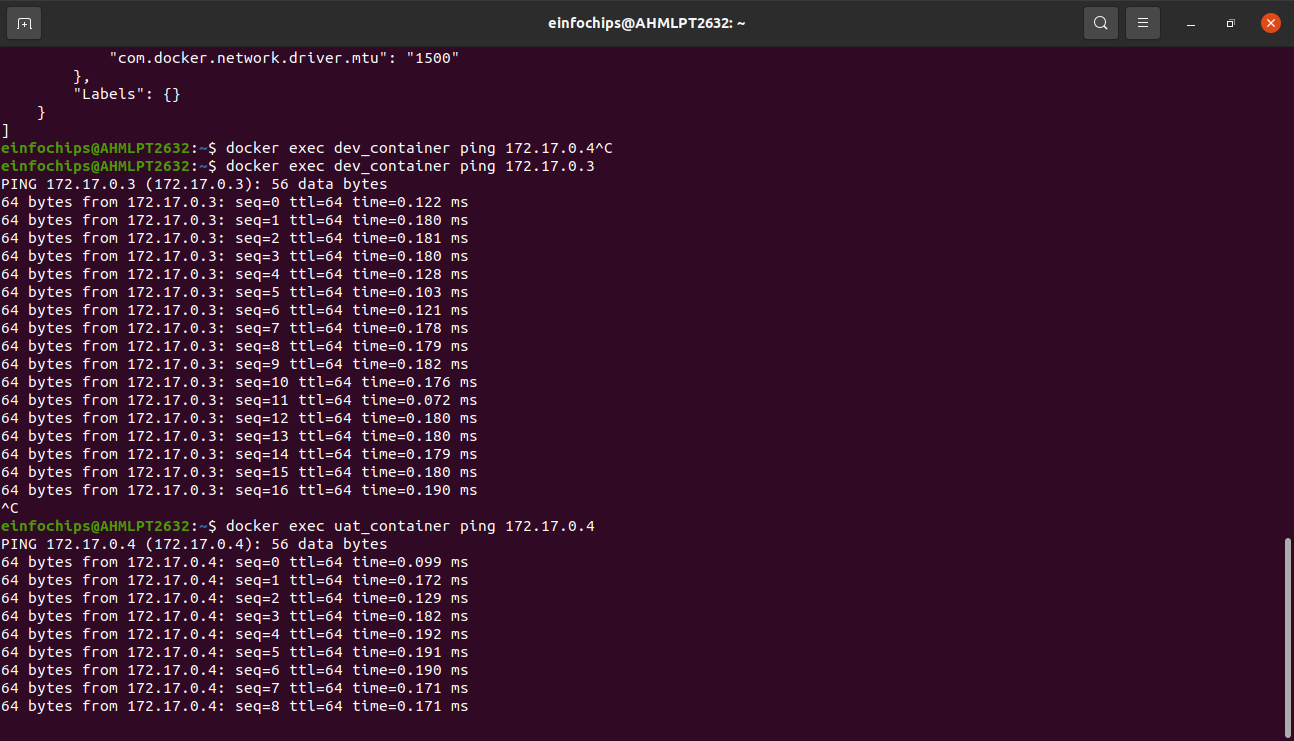 einfochips@AHMLPT2632: ~
            "com.docker.network.driver.mtu": "1500"
        },
        "Labels": {}
    }
]
einfochips@AHMLPT2632:~$ docker exec dev_container ping 172.17.0.4^C
einfochips@AHMLPT2632:~$ docker exec dev_container ping 172.17.0.3
PING 172.17.0.3 (172.17.0.3): 56 data bytes
64 bytes from 172.17.0.3: seq=0 ttl=64 time=0.122 ms
64 bytes from 172.17.0.3: seq=1 ttl=64 time=0.180 ms
64 bytes from 172.17.0.3: seq=2 ttl=64 time=0.181 ms
64 bytes from 172.17.0.3: seq=3 ttl=64 time=0.180 ms
64 bytes from 172.17.0.3: seq=4 ttl=64 time=0.128 ms
64 bytes from 172.17.0.3: seq=5 ttl=64 time=0.103 ms
64 bytes from 172.17.0.3: seq=6 ttl=64 time=0.121 ms
64 bytes from 172.17.0.3: seq=7 ttl=64 time=0.178 ms
64 bytes from 172.17.0.3: seq=8 ttl=64 time=0.179 ms
64 bytes from 172.17.0.3: seq=9 ttl=64 time=0.182 ms
64 bytes from 172.17.0.3: seq=10 ttl=64 time=0.176 ms
64 bytes from 172.17.0.3: seq=11 ttl=64 time=0.072 ms
64 bytes from 172.17.0.3: seq=12 ttl=64 time=0.180 ms
64 bytes from 172.17.0.3: seq=13 ttl=64 time=0.180 ms
64 bytes from 172.17.0.3: seq=14 ttl=64 time=0.179 ms
64 bytes from 172.17.0.3: seq=15 ttl=64 time=0.180 ms
64 bytes from 172.17.0.3: seq=16 ttl=64 time=0.190 ms
^C
einfochips@AHMLPT2632:~$ docker exec uat_container ping 172.17.0.4
PING 172.17.0.4 (172.17.0.4): 56 data bytes
64 bytes from 172.17.0.4: seq=0 ttl=64 time=0.099 ms
64 bytes from 172.17.0.4: seq=1 ttl=64 time=0.172 ms
64 bytes from 172.17.0.4: seq=2 ttl=64 time=0.129 ms
64 bytes from 172.17.0.4: seq=3 ttl=64 time=0.182 ms
64 bytes from 172.17.0.4: seq=4 ttl=64 time=0.192 ms
64 bytes from 172.17.0.4: seq=5 ttl=64 time=0.191 ms
64 bytes from 172.17.0.4: seq=6 ttl=64 time=0.190 ms
64 bytes from 172.17.0.4: seq=7 ttl=64 time=0.171 ms
64 bytes from 172.17.0.4: seq=8 ttl=64 time=0.171 ms